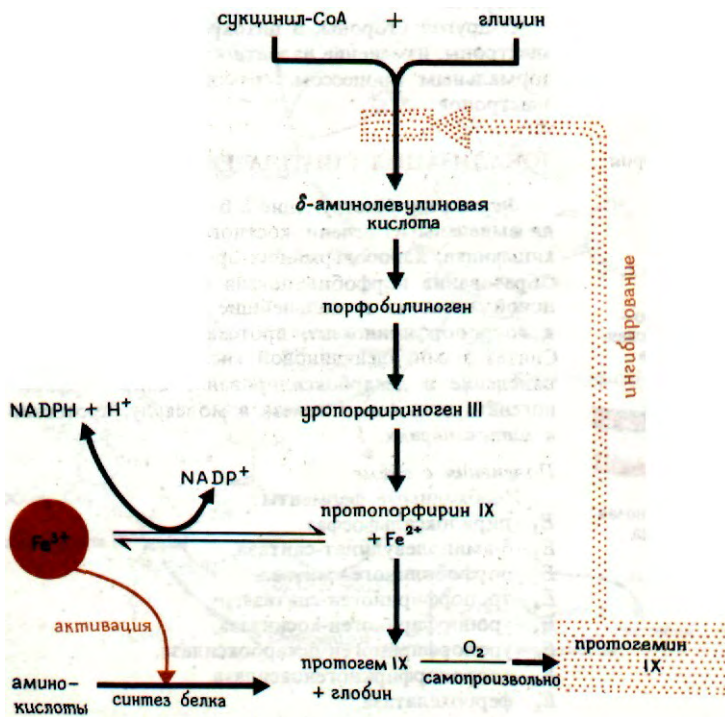 сукцинил-CoA + глицин
δ-аминолевулиновая
кислота
порфобилиноген
ингибирование
уропорфириноген III
NADPH + H⁺
NADP⁺
протопорфирин IX
+ Fe²⁺
Fe³⁺
активация
амино-
кислоты
синтез белка
протогем IX
+ глобин
O₂
самопроизвольно
протогемин
IX